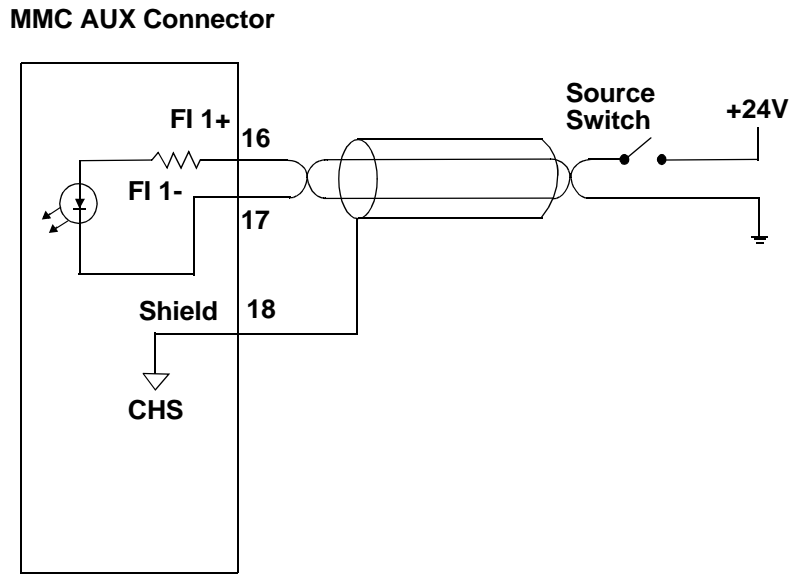 MMC AUX Connector
Source
Switch
+24V
FI 1+
16
FI 1-
17
Shield
18
CHS